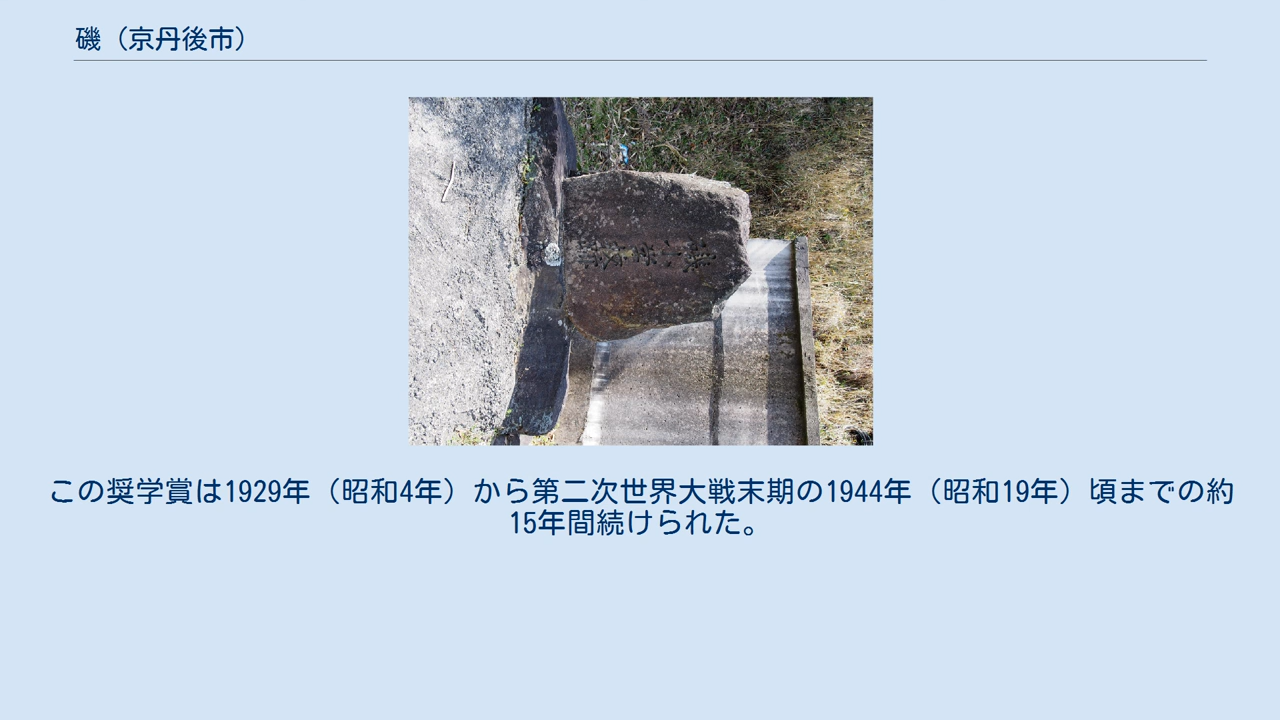 磯（京丹後市）
この奨学賞は1929年（昭和4年）から第二次世界大戦末期の1944年（昭和19年）頃までの約
15年間続けられた。